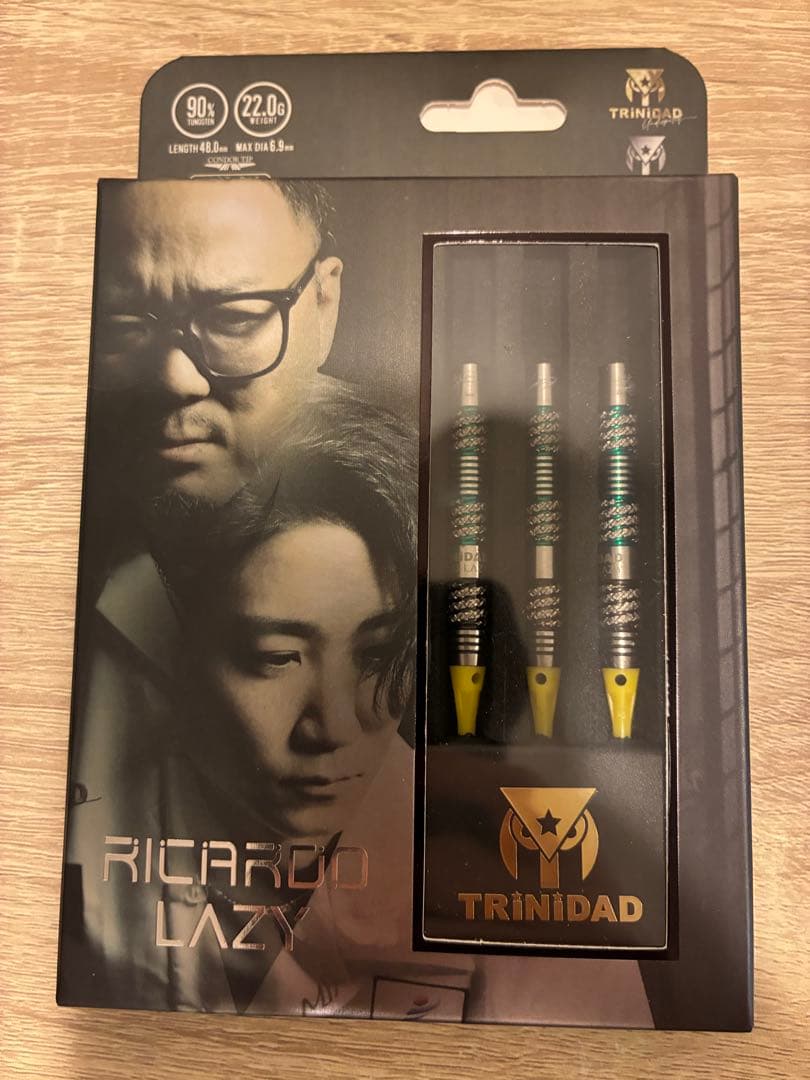 90%
TUNGSTEN
22.0G
WEIGHT
LENGTH 48.0mm MAX DIA 6.9mm
CONDOR TIP
TRiNiDAD
RICARDO
LAZY
TRiNiDAD